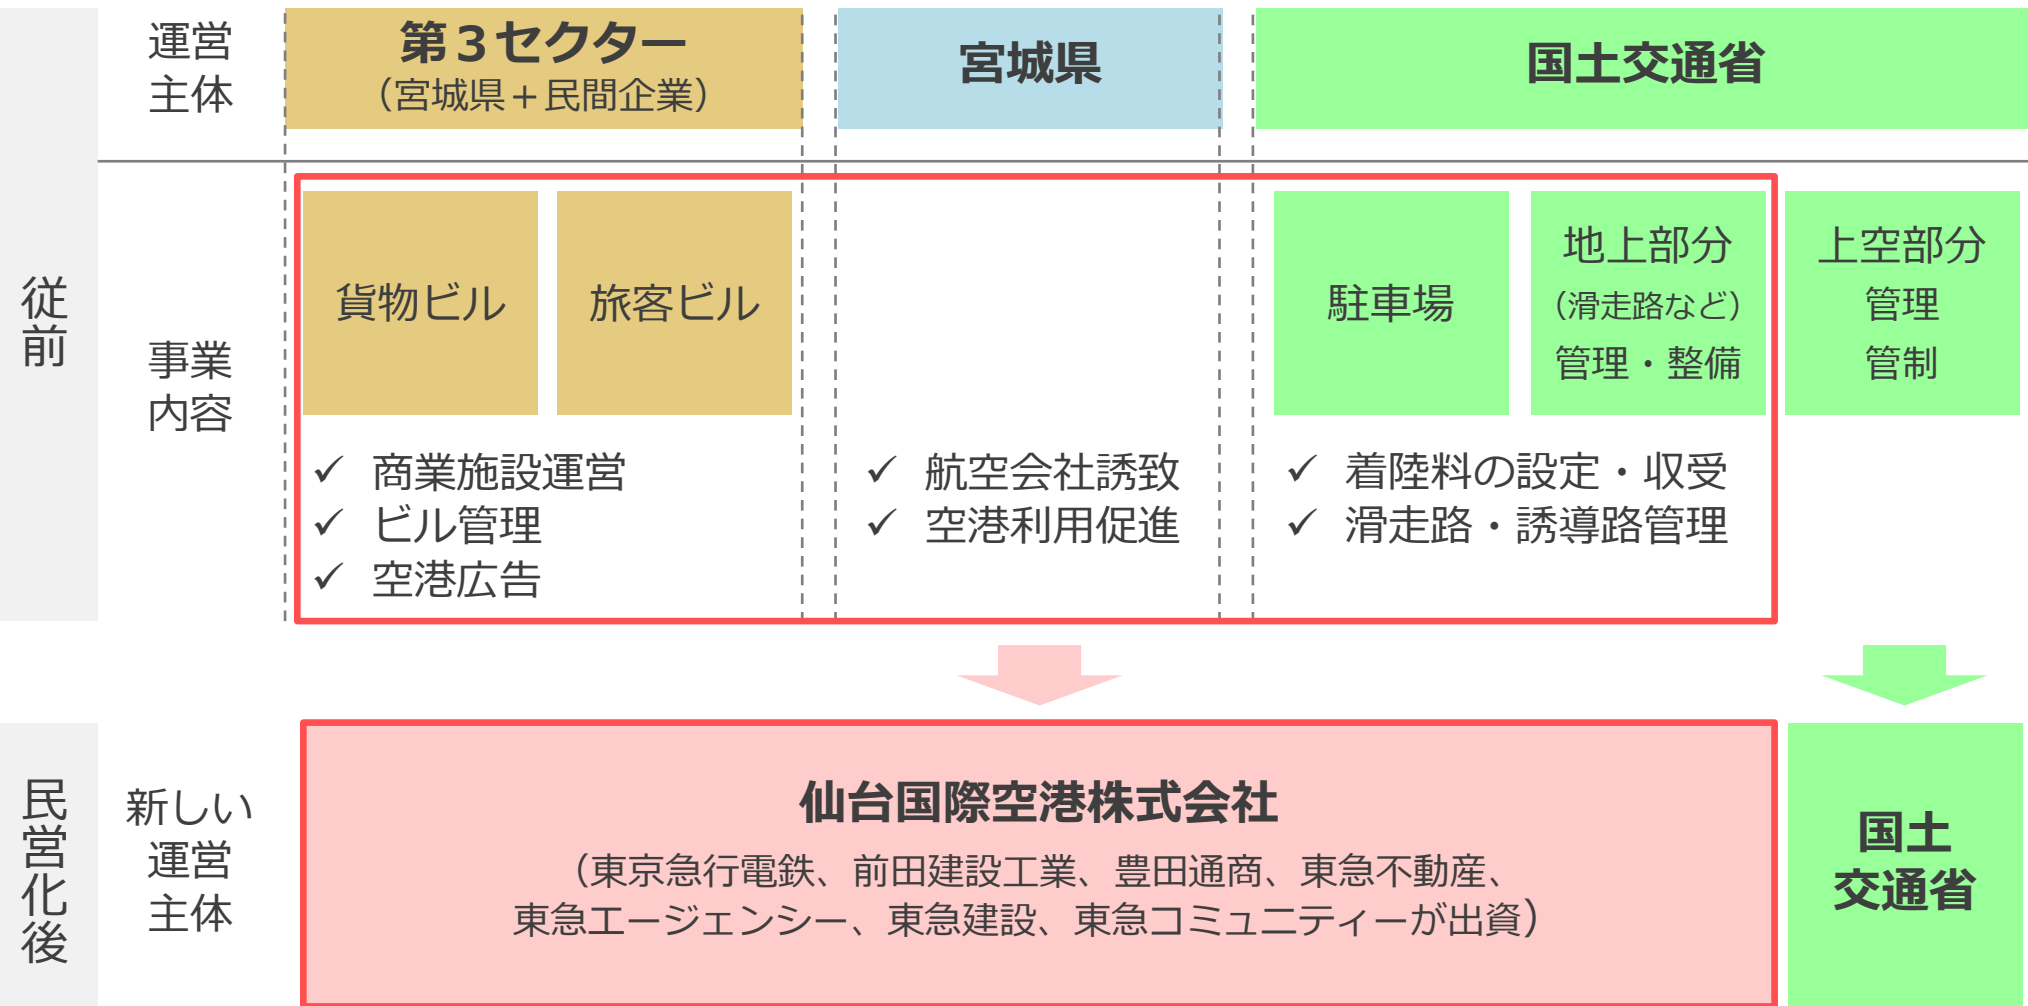 従前
運営
主体
第3セクター
（宮城県＋民間企業）
宮城県
国土交通省
事業
内容
貨物ビル
旅客ビル
駐車場
地上部分
（滑走路など）
管理・整備
上空部分
管理
管制
✓ 商業施設運営
✓ ビル管理
✓ 空港広告
✓ 航空会社誘致
✓ 空港利用促進
✓ 着陸料の設定・収受
✓ 滑走路・誘導路管理
民営化後
新しい
運営
主体
仙台国際空港株式会社
（東京急行電鉄、前田建設工業、豊田通商、東急不動産、
東急エージェンシー、東急建設、東急コミュニティーが出資）
国土
交通省